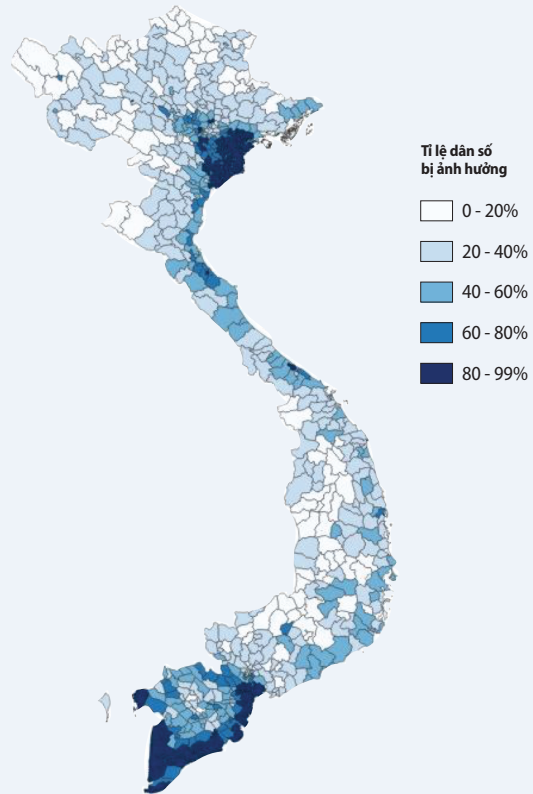 Tỉ lệ dân số
bị ảnh hưởng
0 - 20%
20 - 40%
40 - 60%
60 - 80%
80 - 99%